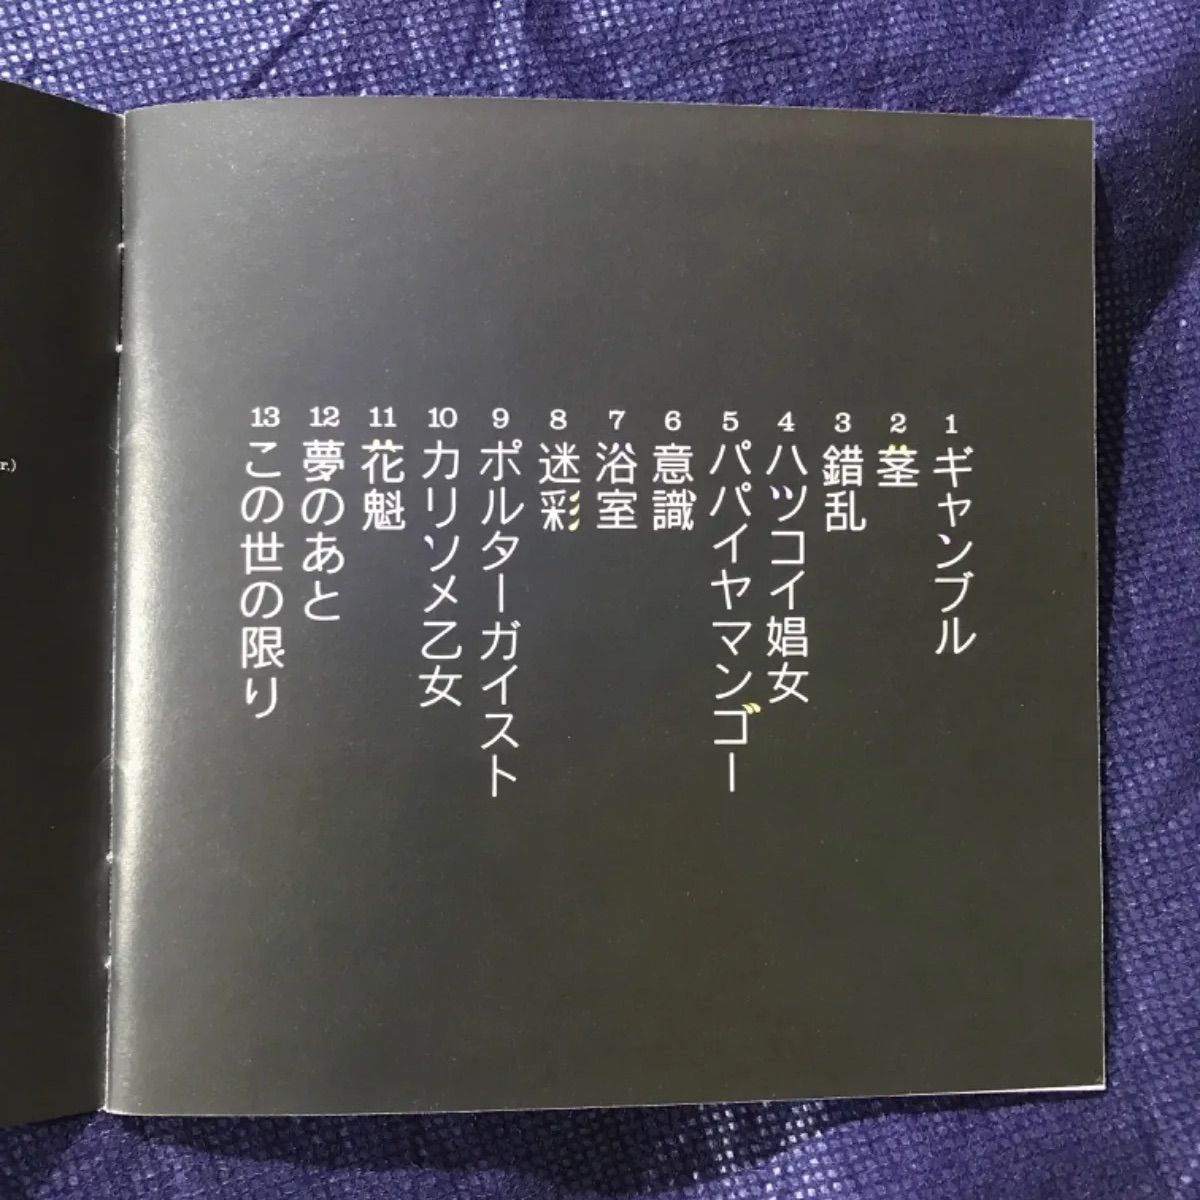 1 ギャンブル
2 茎
3 錯乱
4 ハツコイ娼女
5 パパイヤマンゴー
6 意識
7 浴室
8 迷彩
9 ポルターガイスト
10 カリソメ乙女
11 花魁
12 夢のあと
13 この世の限り
r.)